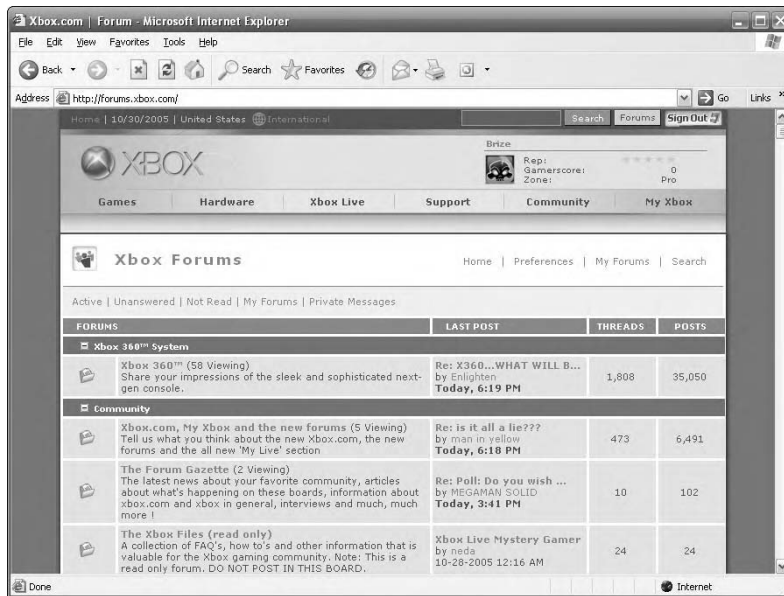 Xbox.com | Forum - Microsoft Internet Explorer
File Edit View Favorites Tools Help
Back Search Favorites
Address http://forums.xbox.com/ Go Links »
Home | 10/30/2005 | United States International Search Forums Sign Out
Brize
XBOX
Rep:
Gamerscore: 0
Zone: Pro
Games Hardware Xbox Live Support Community My Xbox
Xbox Forums Home | Preferences | My Forums | Search
Active | Unanswered | Not Read | My Forums | Private Messages
FORUMS LAST POST THREADS POSTS
Xbox 360™ System
Xbox 360™ (58 Viewing)
Share your impressions of the sleek and sophisticated next-
gen console.
Re: X360...WHAT WILL B...
by Enlighten
Today, 6:19 PM
1,808 35,050
Community
Xbox.com, My Xbox and the new forums (5 Viewing)
Tell us what you think about the new Xbox.com, the new
forums and the all new 'My Live' section
Re: is it all a lie???
by man in yellow
Today, 6:18 PM
473 6,491
The Forum Gazette (2 Viewing)
The latest news about your favorite community, articles
about what's happening on these boards, information about
xbox.com and xbox in general, interviews and much, much
more !
Re: Poll: Do you wish ...
by MEGAMAN SOLID
Today, 3:41 PM
10 102
The Xbox Files (read only)
A collection of FAQ's, how to's and other information that is
valuable for the Xbox gaming community. Note: This is a
read only forum. DO NOT POST IN THIS BOARD.
Xbox Live Mystery Gamer
by neda
10-28-2005 12:16 AM
24 24
Done Internet